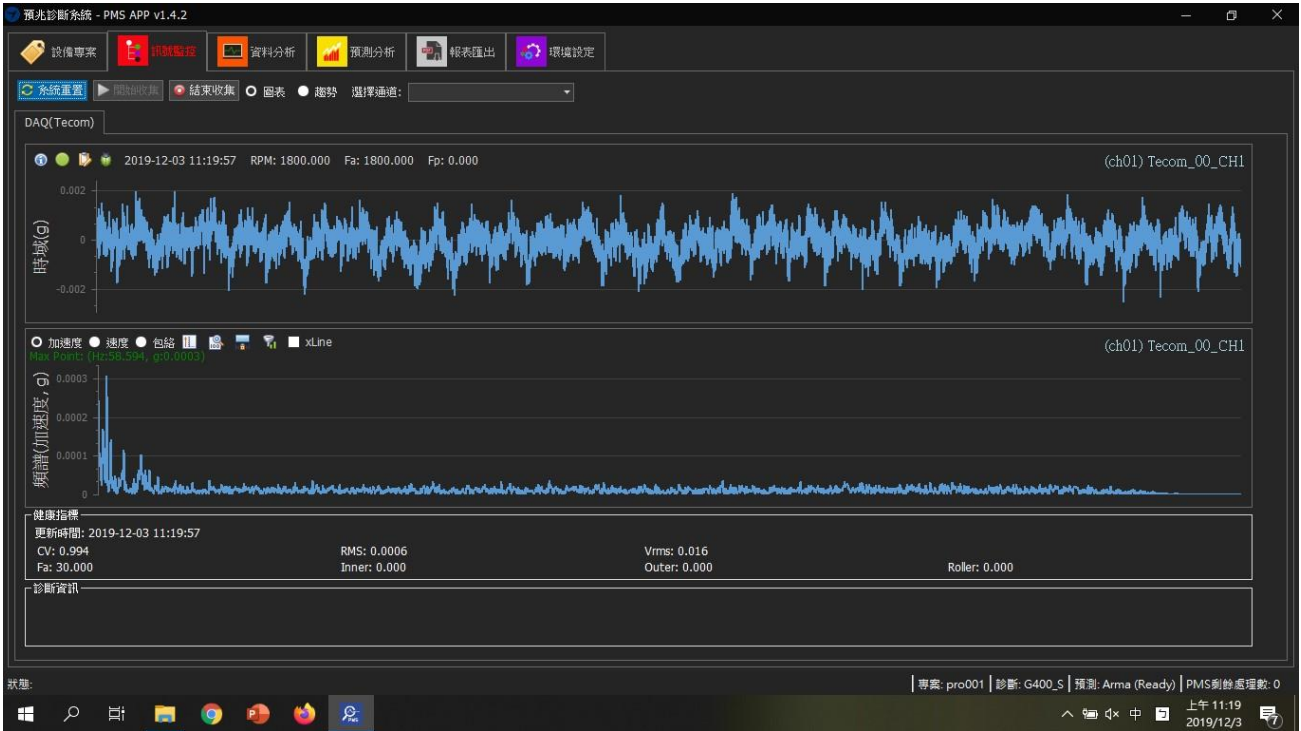 預兆診斷系統 - PMS APP v1.4.2
設備專案 訊號監控 資料分析 預測分析 報表匯出 環境設定
系統重置 開始收集 結束收集 圖表 趨勢 選擇通道:
DAQ(Tecom)
2019-12-03 11:19:57 RPM: 1800.000 Fa: 1800.000 Fp: 0.000 (ch01) Tecom_00_CH1
0.002
0
-0.002
時域(g)
加速度 速度 包絡 xLine (ch01) Tecom_00_CH1
Max Point: (Hz:58.594, g:0.0003)
0.0003
0.0002
0.0001
0
頻譜(加速度, g)
健康指標
更新時間: 2019-12-03 11:19:57
CV: 0.994 RMS: 0.0006 Vrms: 0.016
Fa: 30.000 Inner: 0.000 Outer: 0.000 Roller: 0.000
診斷資訊
狀態: 專案: pro001 診斷: G400_S 預測: Arma (Ready) PMS剩餘處理數: 0
中 ㄅ 上午 11:19
2019/12/3 7